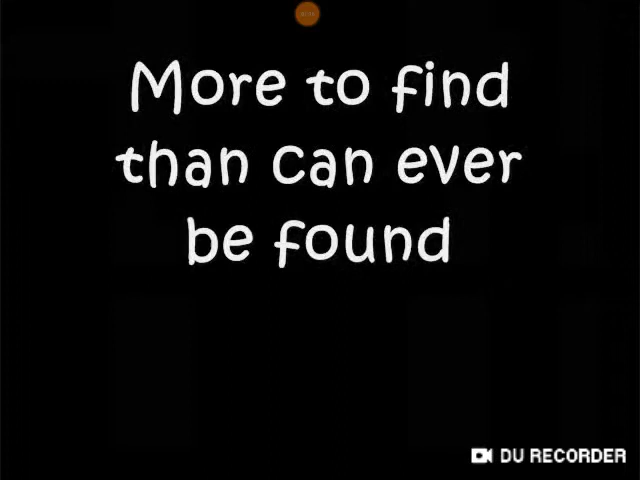 More to find
than can ever
be found
DU RECORDER